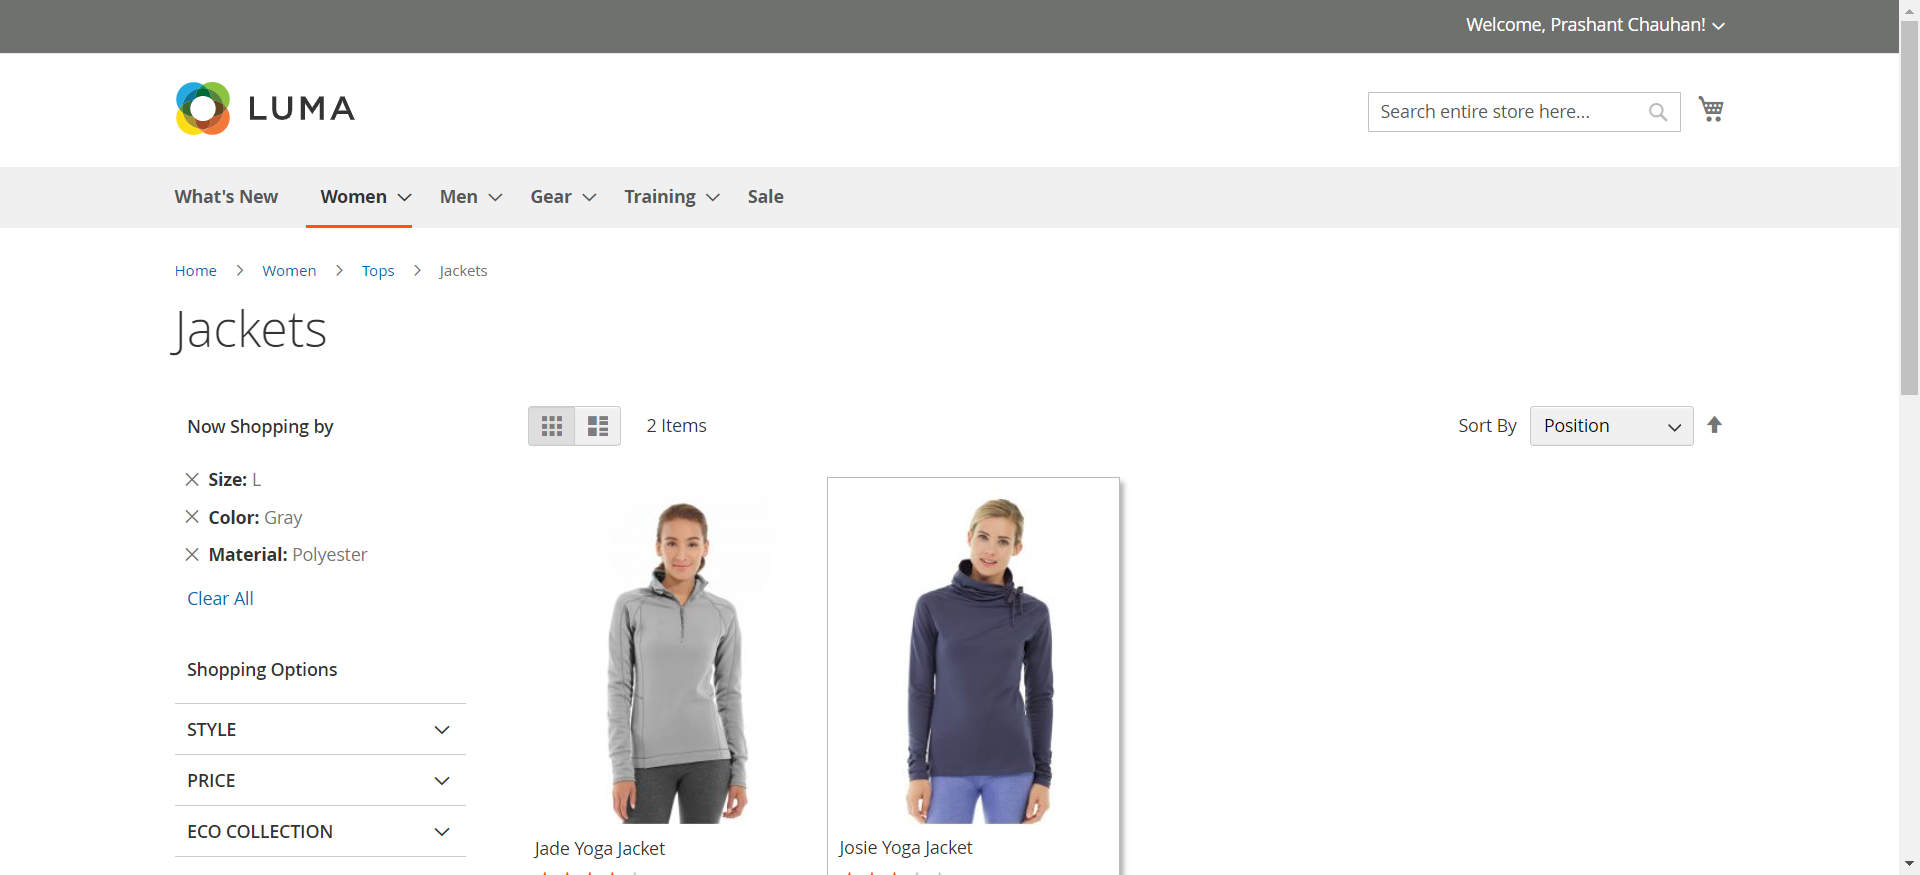 Welcome, Prashant Chauhan!
LUMA
Search entire store here...
What's New Women Men Gear Training Sale
Home Women Tops Jackets
Jackets
Now Shopping by
2 Items
Sort By Position
Size: L
Color: Gray
Material: Polyester
Clear All
Shopping Options
STYLE
PRICE
ECO COLLECTION
Jade Yoga Jacket
Josie Yoga Jacket